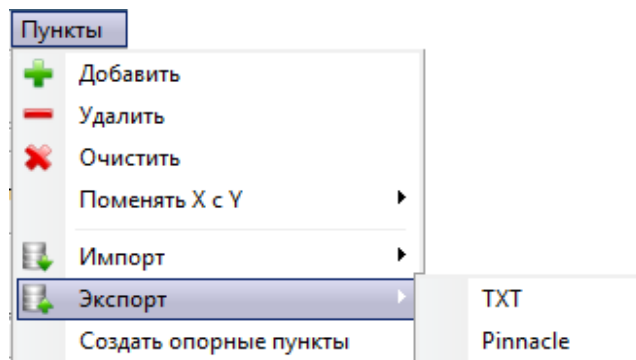 Пункты
Добавить
Удалить
Очистить
Поменять X с Y
Импорт
Экспорт
TXT
Создать опорные пункты
Pinnacle